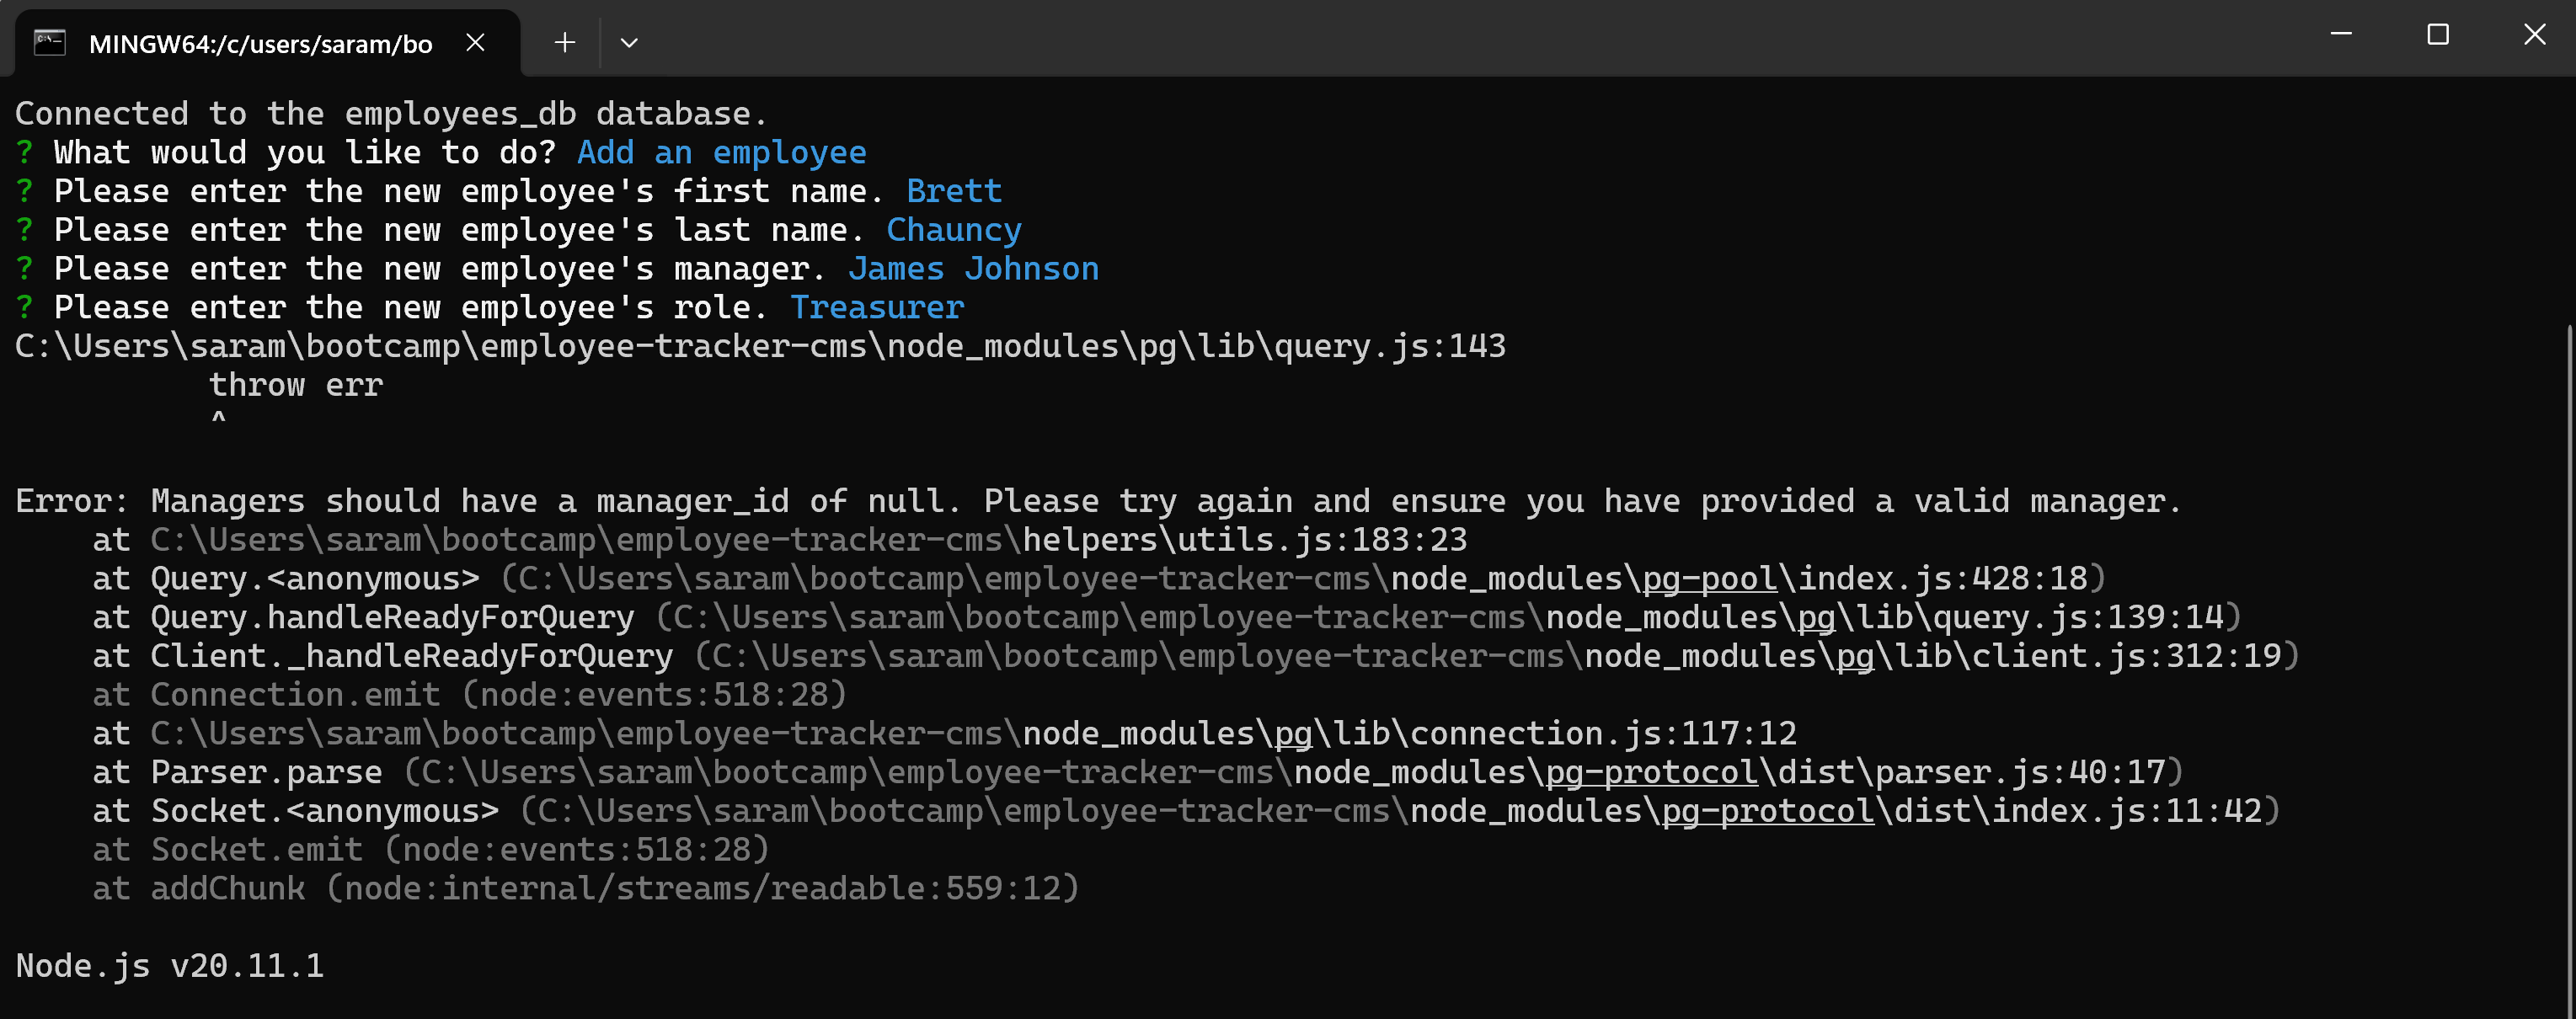 MINGW64:/c/users/saram/bo
Connected to the employees_db database.
? What would you like to do? Add an employee
? Please enter the new employee's first name. Brett
? Please enter the new employee's last name. Chauncy
? Please enter the new employee's manager. James Johnson
? Please enter the new employee's role. Treasurer
C:\Users\saram\bootcamp\employee-tracker-cms\node_modules\pg\lib\query.js:143
          throw err
          ^

Error: Managers should have a manager_id of null. Please try again and ensure you have provided a valid manager.
    at C:\Users\saram\bootcamp\employee-tracker-cms\helpers\utils.js:183:23
    at Query.<anonymous> (C:\Users\saram\bootcamp\employee-tracker-cms\node_modules\pg-pool\index.js:428:18)
    at Query.handleReadyForQuery (C:\Users\saram\bootcamp\employee-tracker-cms\node_modules\pg\lib\query.js:139:14)
    at Client._handleReadyForQuery (C:\Users\saram\bootcamp\employee-tracker-cms\node_modules\pg\lib\client.js:312:19)
    at Connection.emit (node:events:518:28)
    at C:\Users\saram\bootcamp\employee-tracker-cms\node_modules\pg\lib\connection.js:117:12
    at Parser.parse (C:\Users\saram\bootcamp\employee-tracker-cms\node_modules\pg-protocol\dist\parser.js:40:17)
    at Socket.<anonymous> (C:\Users\saram\bootcamp\employee-tracker-cms\node_modules\pg-protocol\dist\index.js:11:42)
    at Socket.emit (node:events:518:28)
    at addChunk (node:internal/streams/readable:559:12)

Node.js v20.11.1